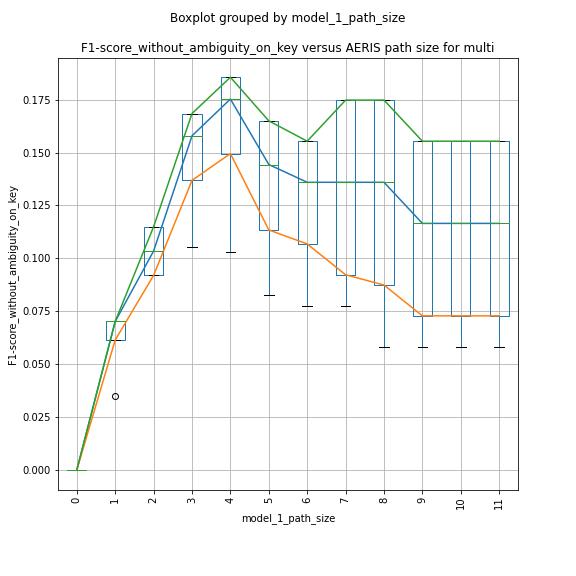 Boxplot grouped by model_1_path_size
F1-score_without_ambiguity_on_key versus AERIS path size for multi
F1-score_without_ambiguity_on_key
0.175
0.150
0.125
0.100
0.075
0.050
0.025
0.000
0 1 2 3 4 5 6 7 8 9 10 11
model_1_path_size